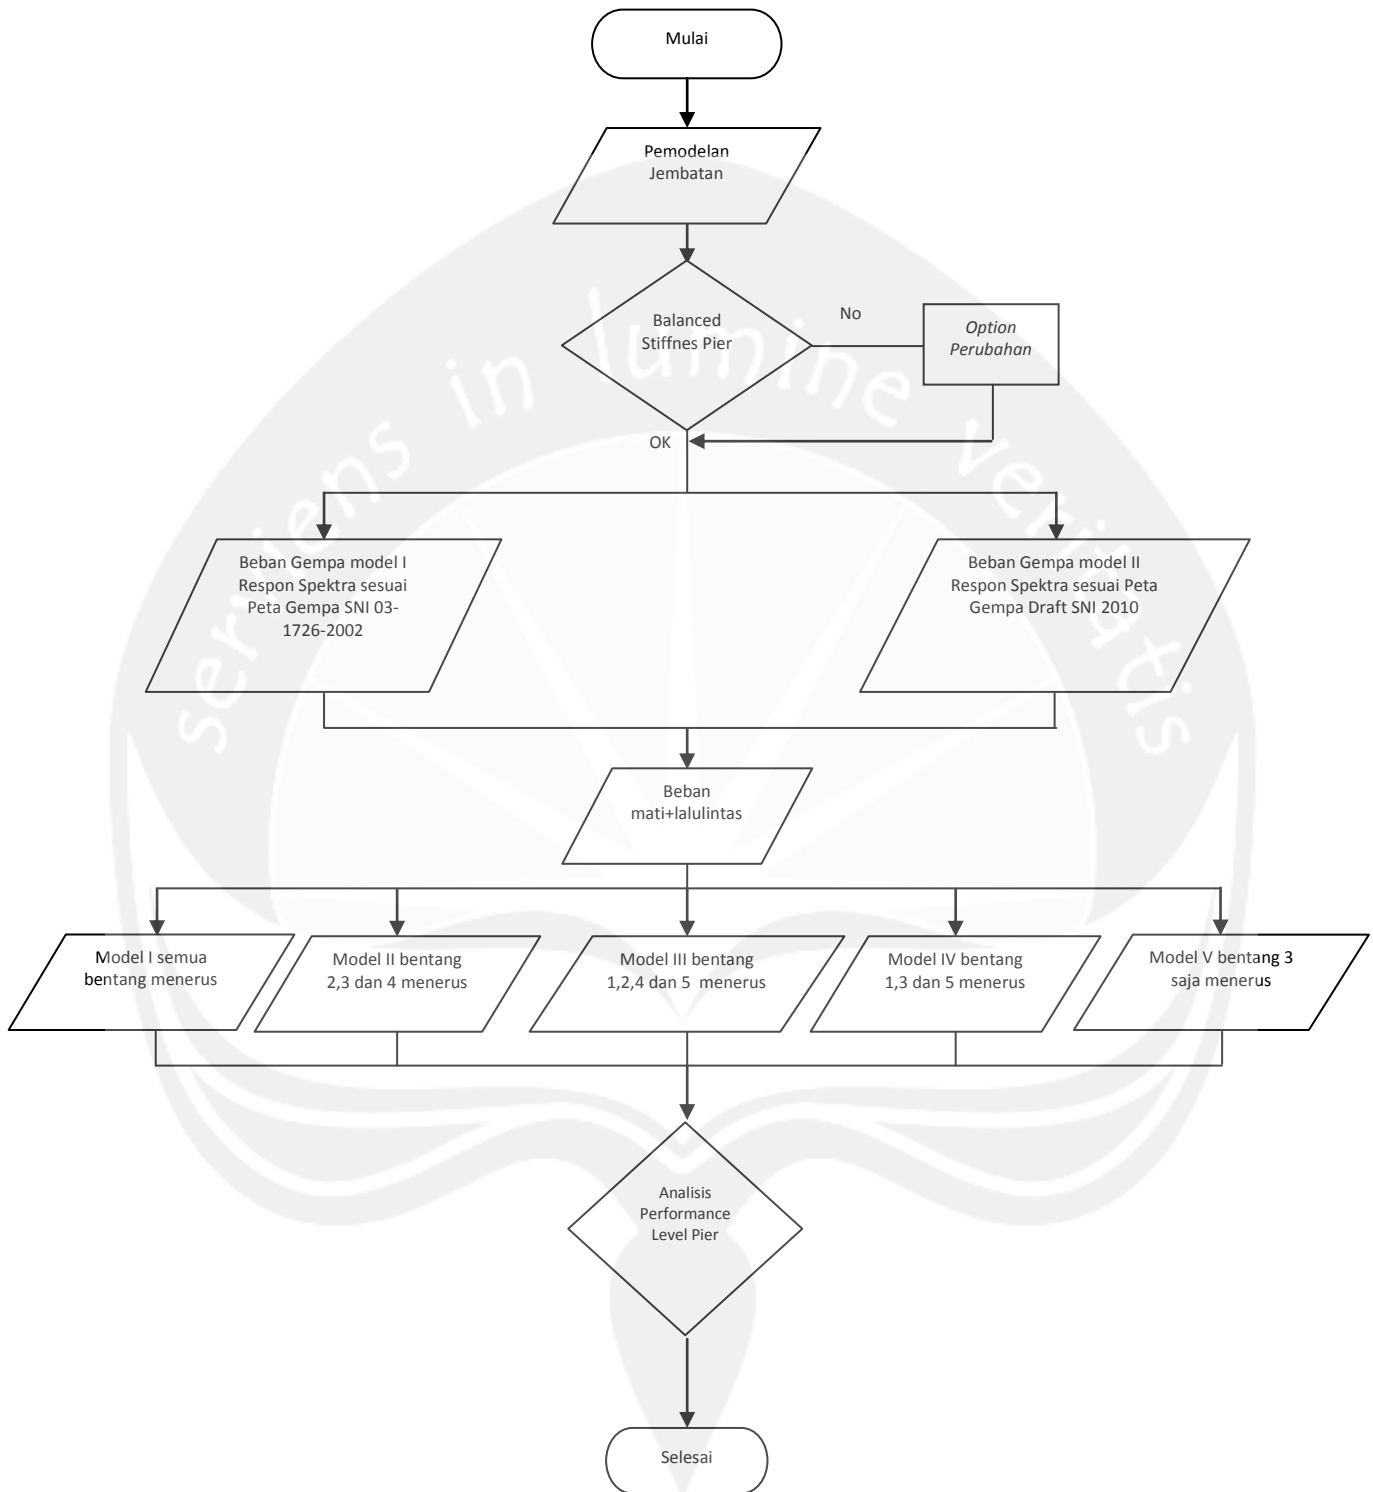 Mulai
Pemodelan
Jembatan
Balanced
Stiffnes Pier
No
Option
Perubahan
OK
Beban Gempa model I
Respon Spektra sesuai
Peta Gempa SNI 03-
1726-2002
Beban Gempa model II
Respon Spektra sesuai Peta
Gempa Draft SNI 2010
Beban
mati+lalulintas
Model I semua
bentang menerus
Model II bentang
2,3 dan 4 menerus
Model III bentang
1,2,4 dan 5 menerus
Model IV bentang
1,3 dan 5 menerus
Model V bentang 3
saja menerus
Analisis
Performance
Level Pier
Selesai
serviens in lumine veritatis